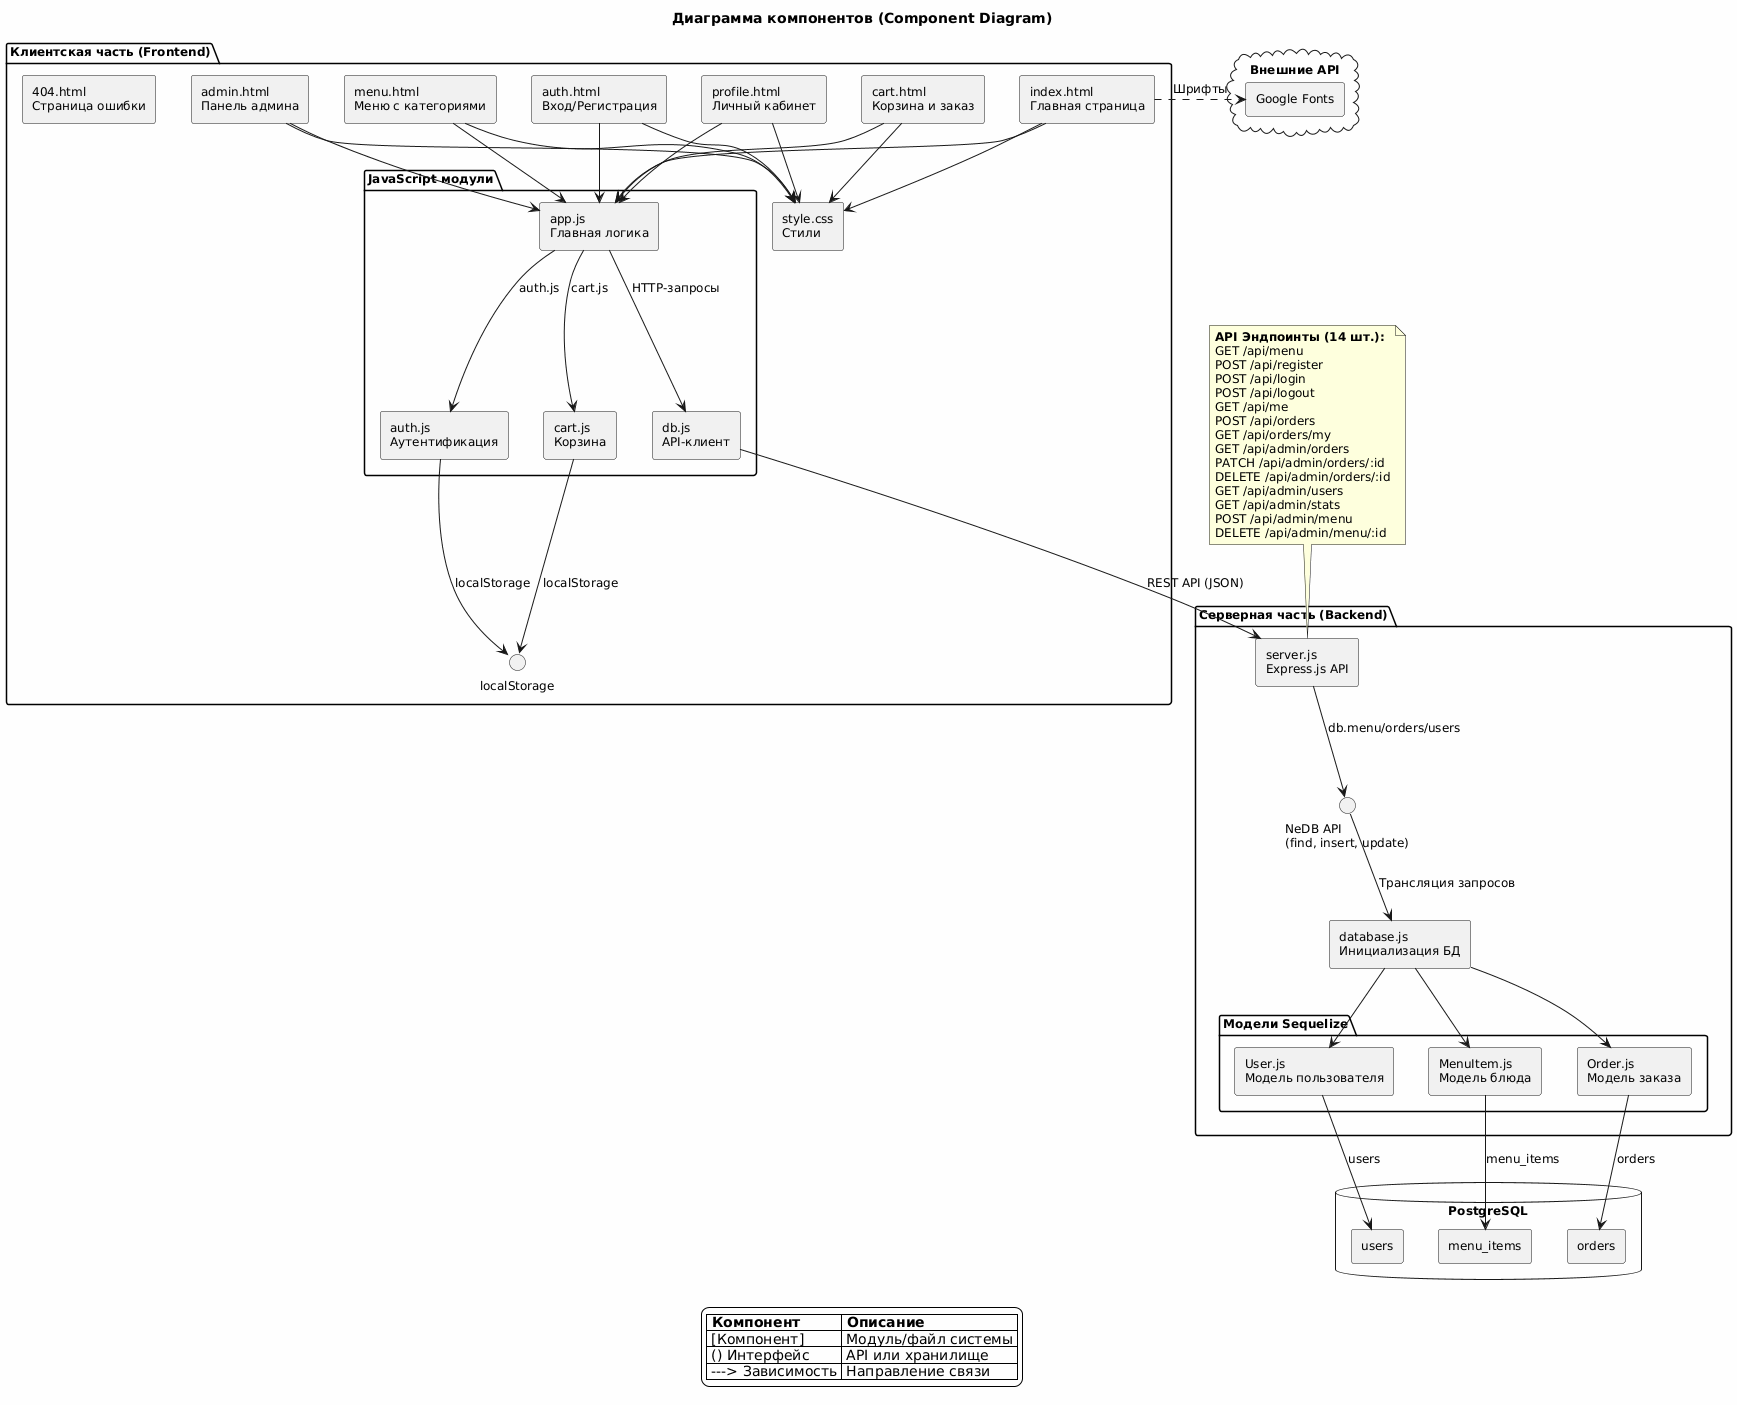 Диаграмма компонентов (Component Diagram)
Клиентская часть (Frontend)
404.html
Страница ошибки
admin.html
Панель админа
menu.html
Меню с категориями
auth.html
Вход/Регистрация
profile.html
Личный кабинет
cart.html
Корзина и заказ
index.html
Главная страница
Шрифты
Внешние API
Google Fonts
JavaScript модули
app.js
Главная логика
style.css
Стили
auth.js
cart.js
HTTP-запросы
auth.js
Аутентификация
cart.js
Корзина
db.js
API-клиент
API Эндпоинты (14 шт.):
GET /api/menu
POST /api/register
POST /api/login
POST /api/logout
GET /api/me
POST /api/orders
GET /api/orders/my
GET /api/admin/orders
PATCH /api/admin/orders/:id
DELETE /api/admin/orders/:id
GET /api/admin/users
GET /api/admin/stats
POST /api/admin/menu
DELETE /api/admin/menu/:id
localStorage
localStorage
REST API (JSON)
localStorage
Серверная часть (Backend)
server.js
Express.js API
db.menu/orders/users
NeDB API
(find, insert, update)
Трансляция запросов
database.js
Инициализация БД
Модели Sequelize
User.js
Модель пользователя
MenuItem.js
Модель блюда
Order.js
Модель заказа
users
menu_items
orders
PostgreSQL
users
menu_items
orders
Компонент Описание
[Компонент] Модуль/файл системы
() Интерфейс API или хранилище
---> Зависимость Направление связи